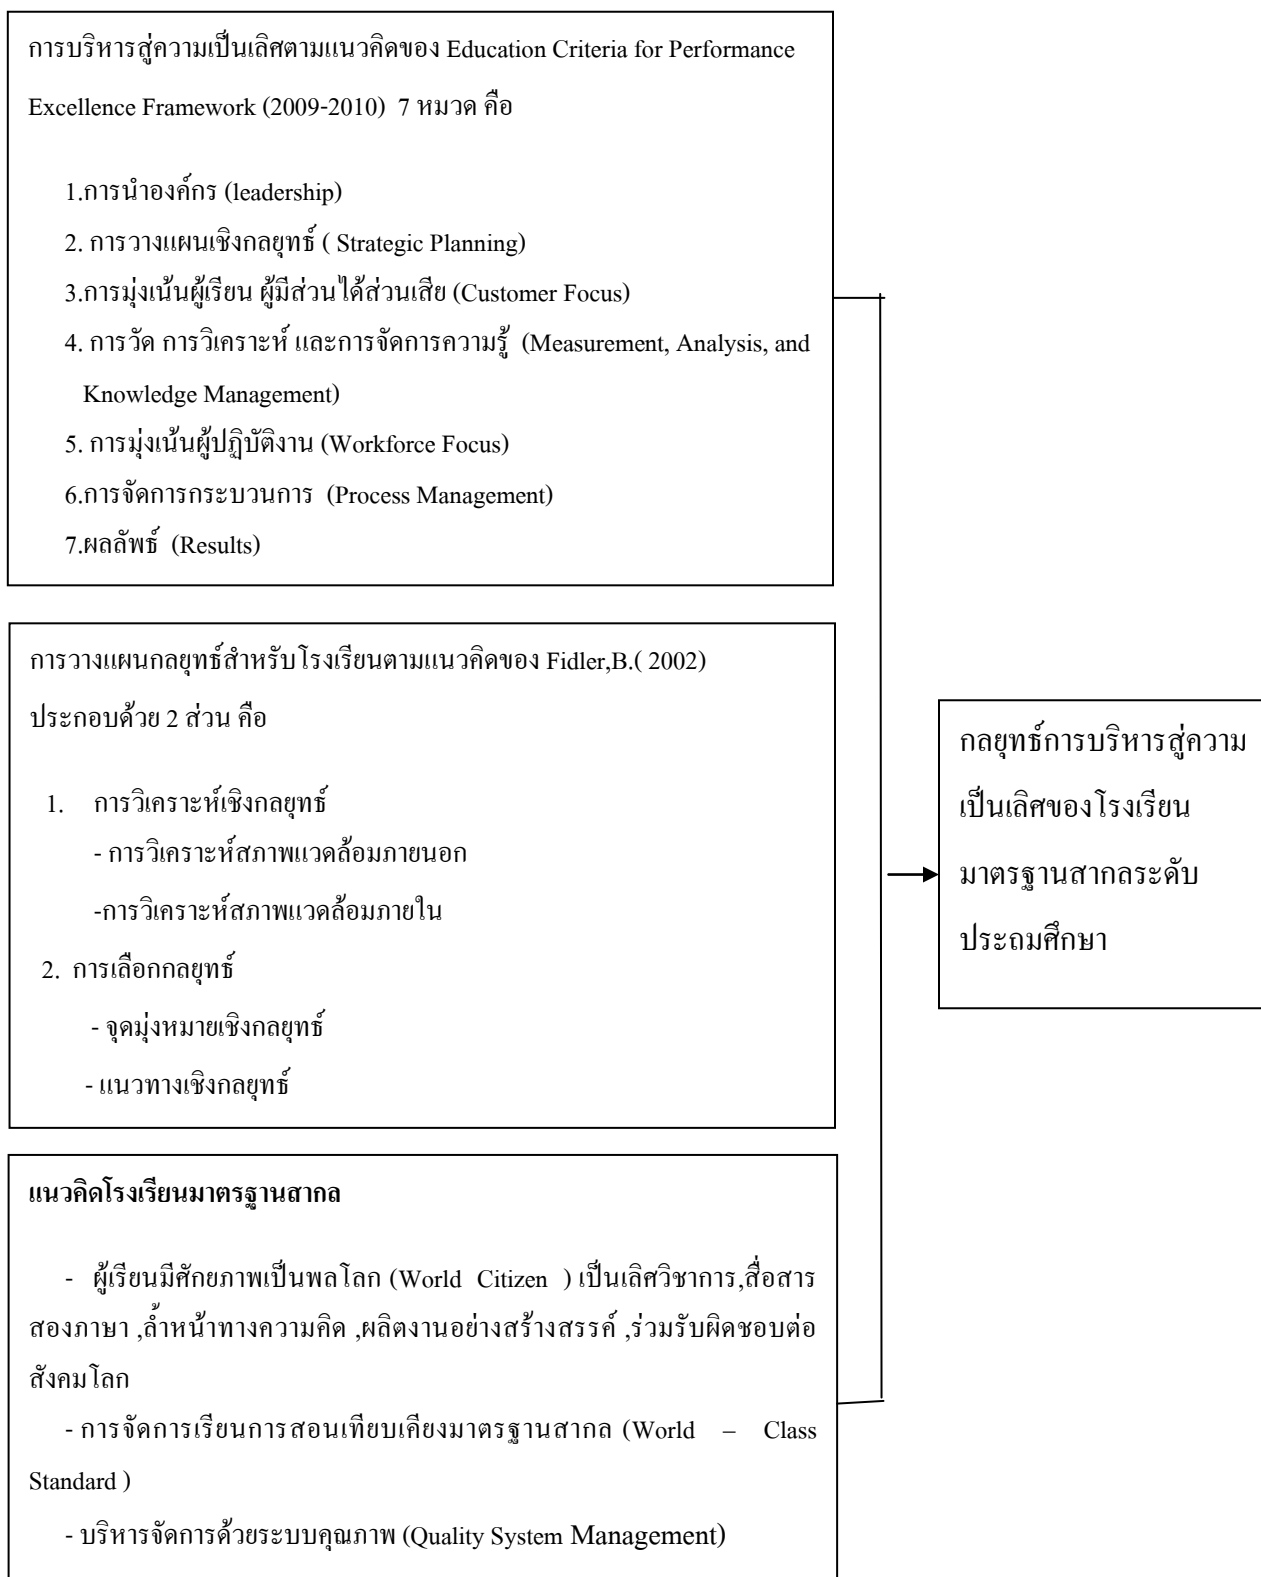 การบริหารสู่ความเป็นเลิศตามแนวคิดของ Education Criteria for Performance
Excellence Framework (2009-2010) 7 หมวด คือ
1.การนำองค์กร (leadership)
2. การวางแผนเชิงกลยุทธ์ ( Strategic Planning)
3.การมุ่งเน้นผู้เรียน ผู้มีส่วนได้ส่วนเสีย (Customer Focus)
4. การวัด การวิเคราะห์ และการจัดการความรู้ (Measurement, Analysis, and
Knowledge Management)
5. การมุ่งเน้นผู้ปฏิบัติงาน (Workforce Focus)
6.การจัดการกระบวนการ (Process Management)
7.ผลลัพธ์ (Results)
การวางแผนกลยุทธ์สำหรับโรงเรียนตามแนวคิดของ Fidler,B.( 2002)
ประกอบด้วย 2 ส่วน คือ
1. การวิเคราะห์เชิงกลยุทธ์
- การวิเคราะห์สภาพแวดล้อมภายนอก
-การวิเคราะห์สภาพแวดล้อมภายใน
2. การเลือกกลยุทธ์
- จุดมุ่งหมายเชิงกลยุทธ์
- แนวทางเชิงกลยุทธ์
แนวคิดโรงเรียนมาตรฐานสากล
- ผู้เรียนมีศักยภาพเป็นพลโลก (World Citizen ) เป็นเลิศวิชาการ,สื่อสาร
สองภาษา ,ล้ำหน้าทางความคิด ,ผลิตงานอย่างสร้างสรรค์ ,ร่วมรับผิดชอบต่อ
สังคมโลก
- การจัดการเรียนการสอนเทียบเคียงมาตรฐานสากล (World – Class
Standard )
- บริหารจัดการด้วยระบบคุณภาพ (Quality System Management)
กลยุทธ์การบริหารสู่ความ
เป็นเลิศของโรงเรียน
มาตรฐานสากลระดับ
ประถมศึกษา